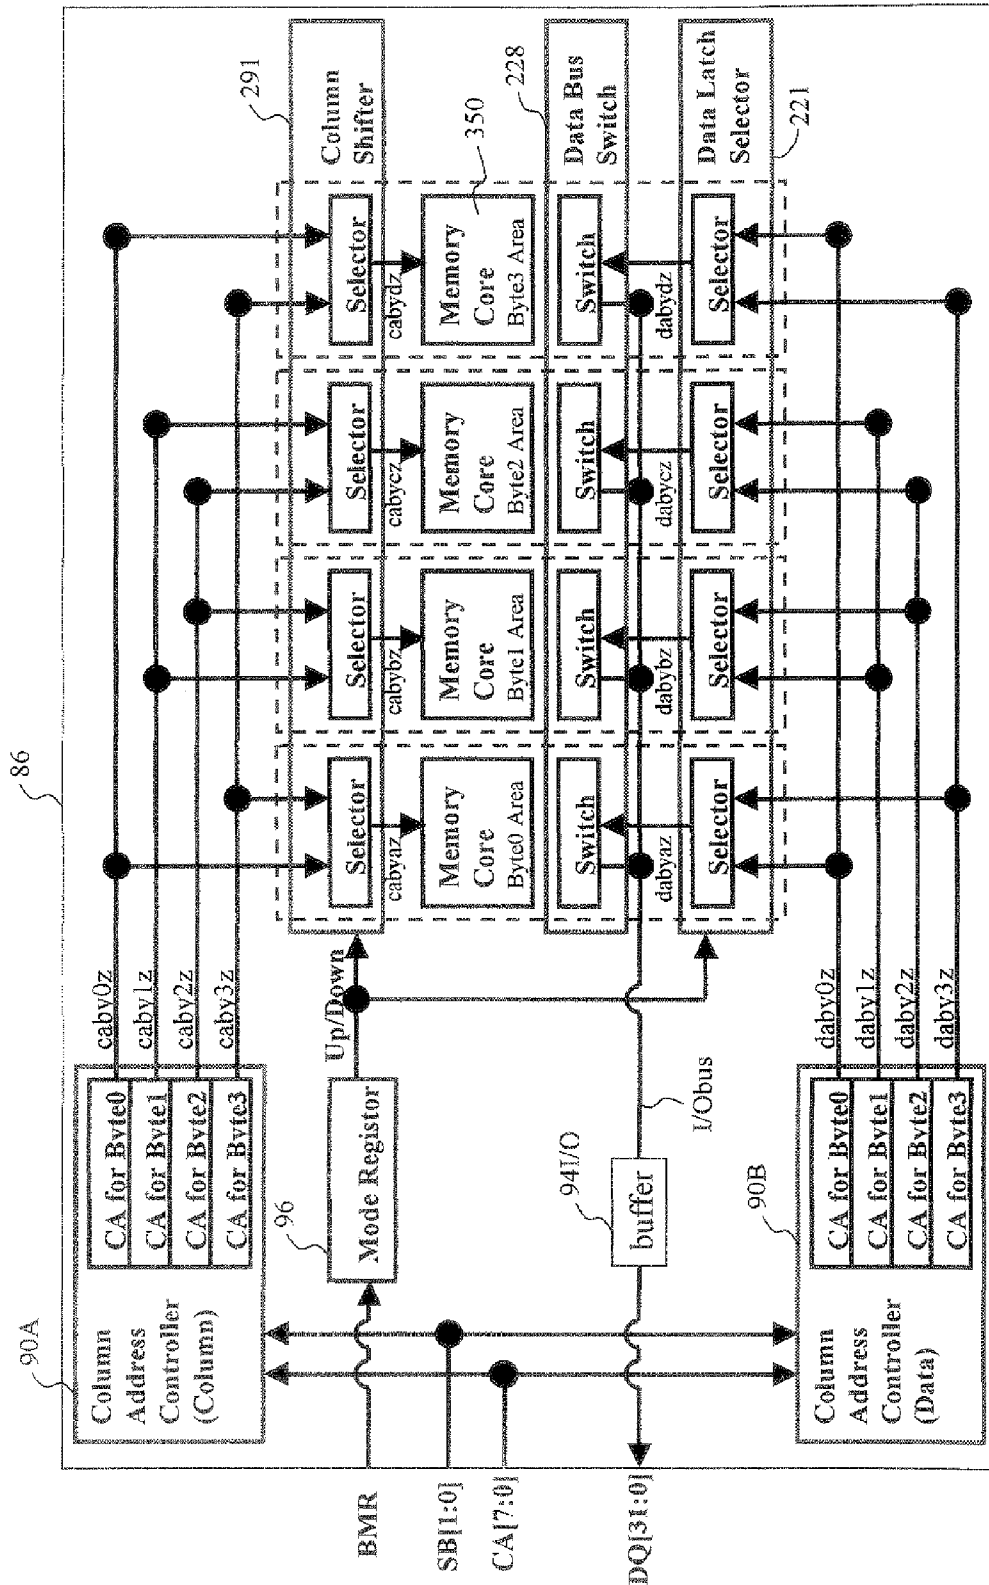 86
90A
Column
Address
Controller
(Column)
CA for Byte0
CA for Byte1
CA for Byte2
CA for Byte3
caby0z
caby1z
caby2z
caby3z
291
Column
Shifter
BMR
96
Mode Registor
Up/Down
Selector
Selector
Selector
Selector
cabyaz
cabybz
cabycz
cabydz
SB[1:0]
CA[7:0]
Memory
Core
Byte0 Area
Memory
Core
Byte1 Area
Memory
Core
Byte2 Area
Memory
Core
Byte3 Area
350
228
Data Bus
Switch
Switch
Switch
Switch
Switch
DQ[31:0]
94I/O
buffer
I/Obus
dabyaz
dabybz
dabycz
dabydz
Selector
Selector
Selector
Selector
Data Latch
Selector
221
90B
Column
Address
Controller
(Data)
CA for Byte0
CA for Byte1
CA for Byte2
CA for Byte3
daby0z
daby1z
daby2z
daby3z